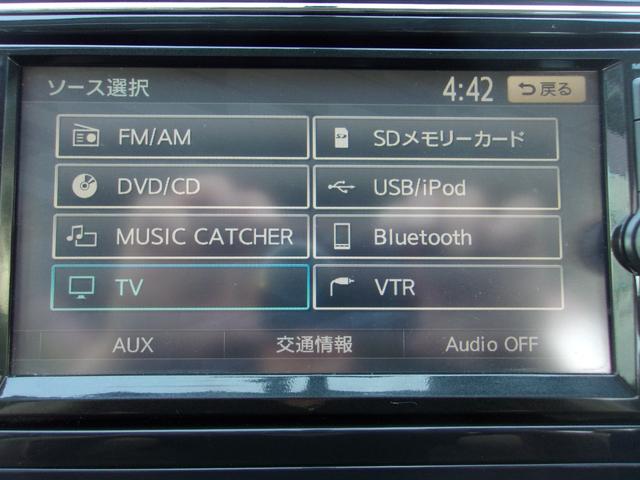 ソース選択 4:42 戻る
FM/AM SDメモリーカード
DVD/CD USB/iPod
MUSIC CATCHER Bluetooth
TV VTR
AUX 交通情報 Audio OFF